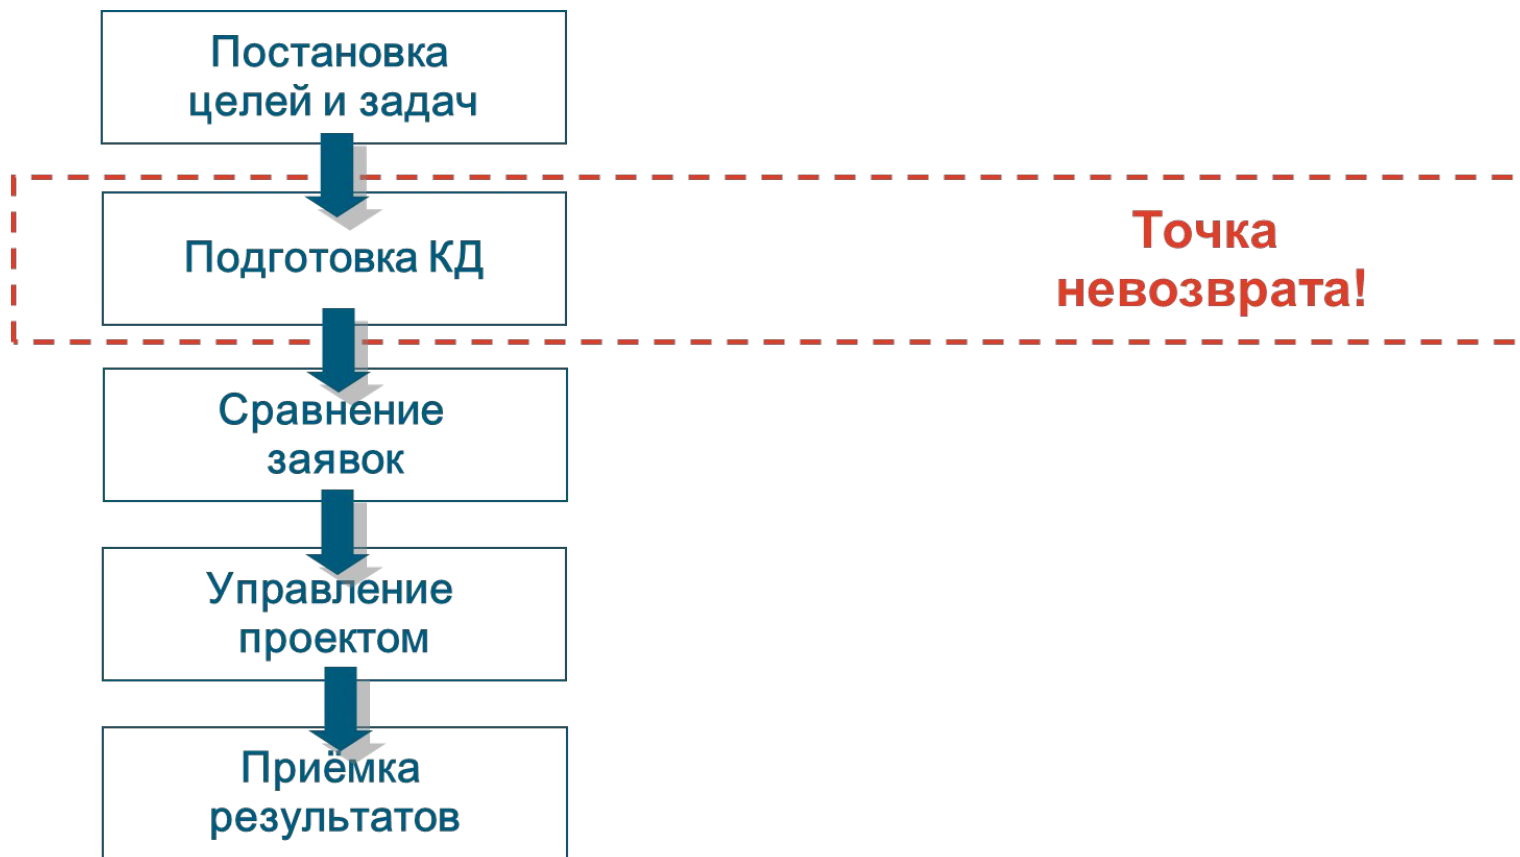 Постановка
целей и задач
Подготовка КД
Точка
невозврата!
Сравнение
заявок
Управление
проектом
Приёмка
результатов